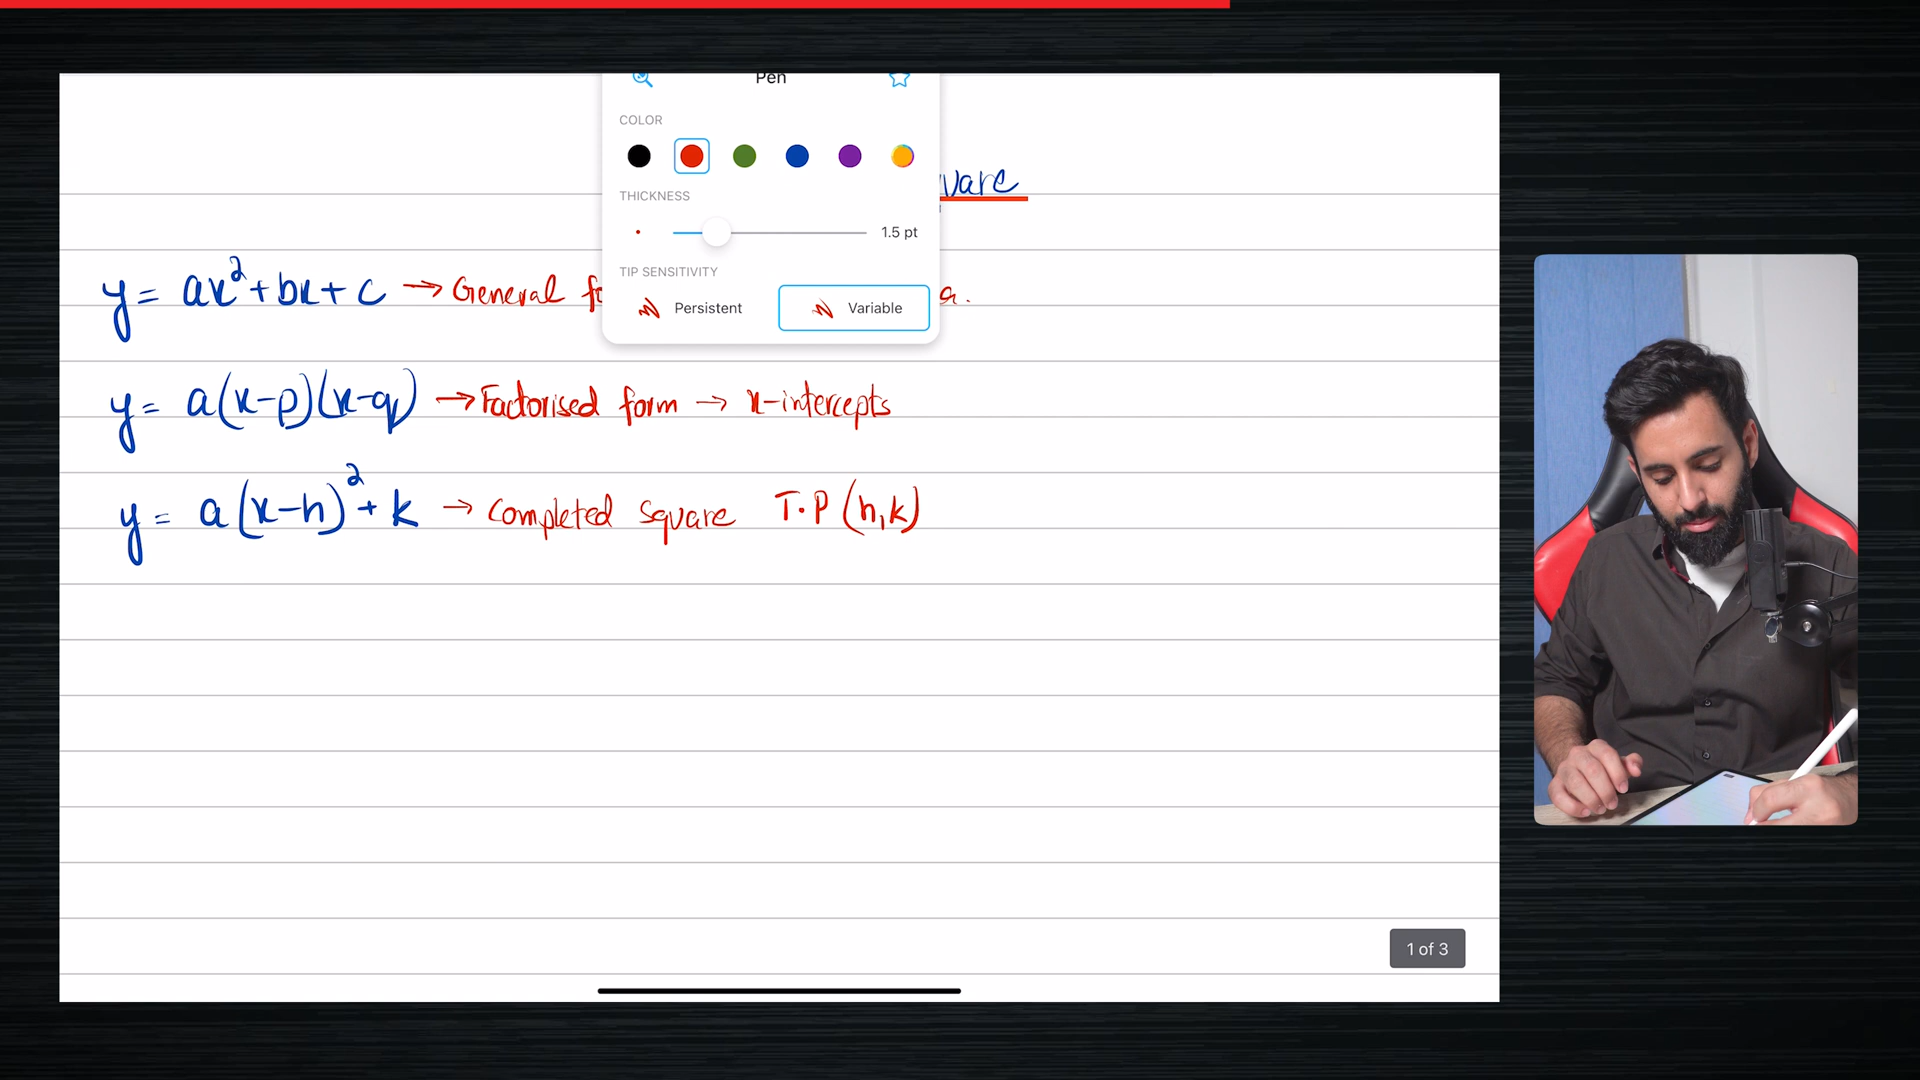 Pen
COLOR
THICKNESS
1.5 pt
TIP SENSITIVITY
Persistent
Variable
y = ax²+bx+c → General
y = a(x-p)(x-q) → Factorised form → x-intercepts
y = a(x-h)²+k → Completed square T.P (h,k)
1 of 3